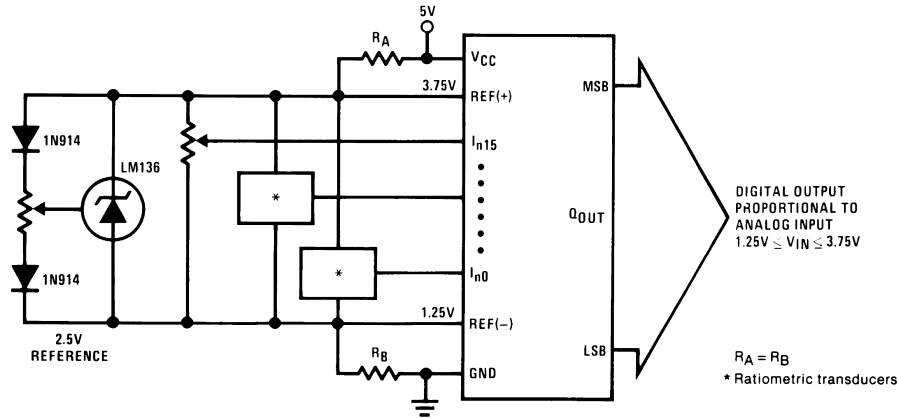 5V
RA
VCC
3.75V
REF(+)
MSB
1N914
LM136
In15
*
DIGITAL OUTPUT
PROPORTIONAL TO
ANALOG INPUT
1.25V ≤ VIN ≤ 3.75V
QOUT
*
In0
1N914
1.25V
REF(−)
2.5V
REFERENCE
LSB
RB
GND
RA = RB
* Ratiometric transducers